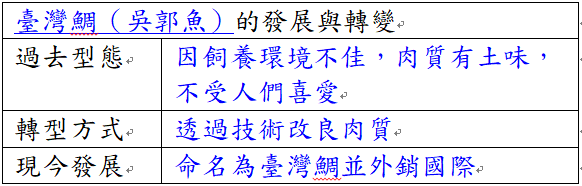 臺灣鯛（吳郭魚）的發展與轉變
過去型態
因飼養環境不佳，肉質有土味，
不受人們喜愛
轉型方式
透過技術改良肉質
現今發展
命名為臺灣鯛並外銷國際